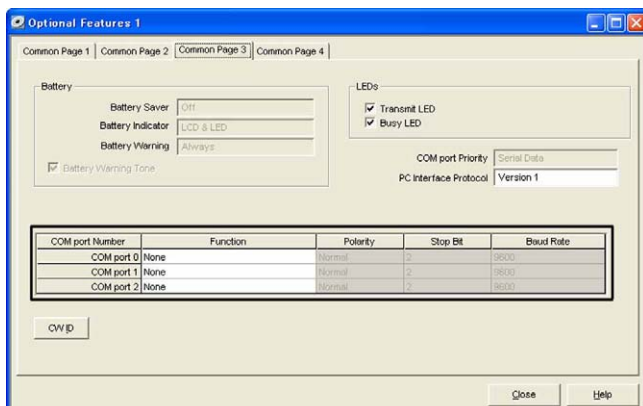 Optional Features 1
Common Page 1 Common Page 2 Common Page 3 Common Page 4
Battery
Battery Saver Off
Battery Indicator LCD & LED
Battery Warning Always
Battery Warning Tone
LEDs
Transmit LED
Busy LED
COM port Priority Serial Data
PC Interface Protocol Version 1
COM port Number Function Polarity Stop Bit Baud Rate
COM port 0 None Normal 2 9600
COM port 1 None Normal 2 9600
COM port 2 None Normal 2 9600
CW ID
Close Help